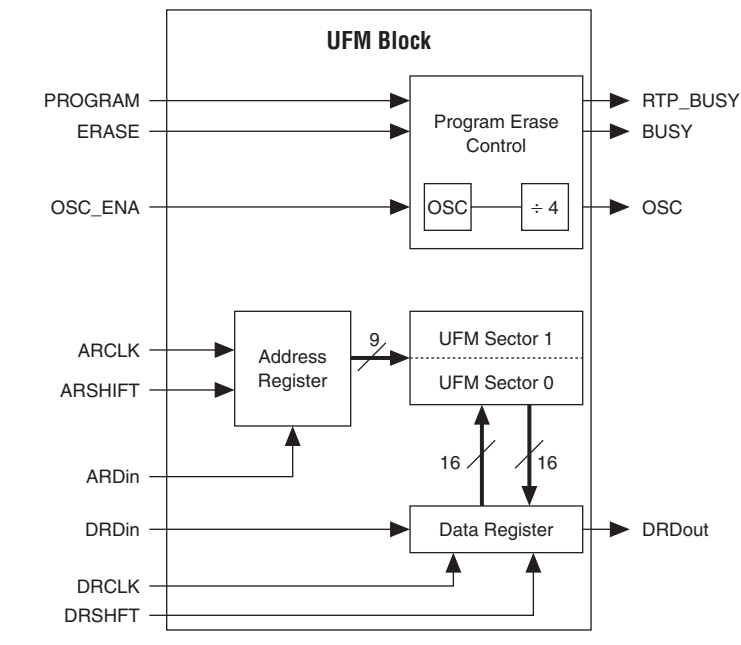 UFM Block
PROGRAM
ERASE
OSC_ENA
Program Erase
Control
OSC
÷ 4
RTP_BUSY
BUSY
OSC
ARCLK
ARSHIFT
ARDin
Address
Register
9
UFM Sector 1
UFM Sector 0
16
16
DRDin
DRCLK
DRSHFT
Data Register
DRDout